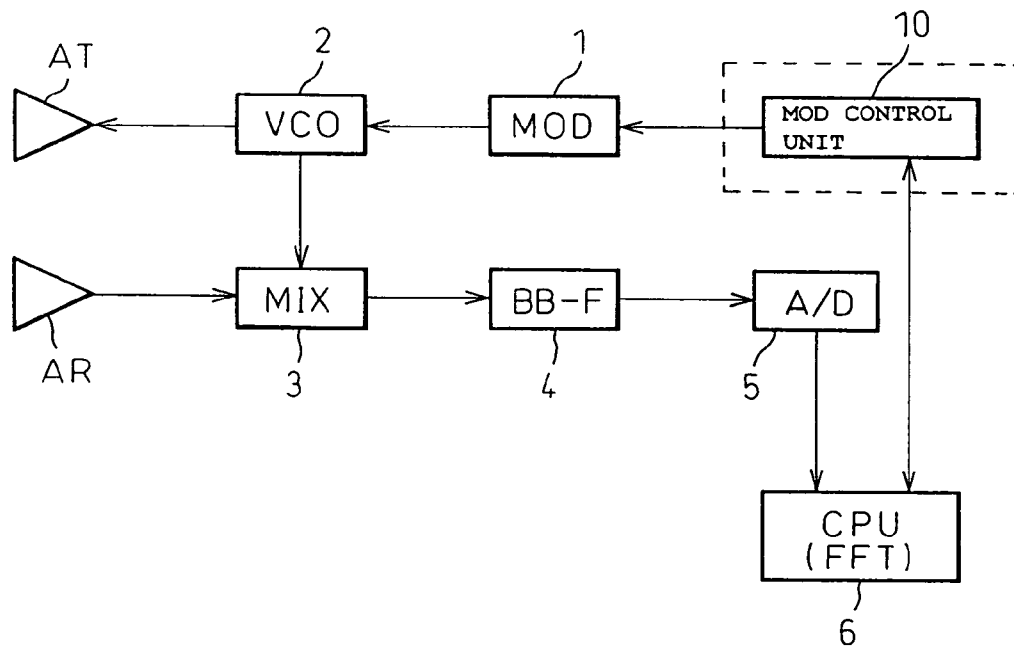 AT
2
1
10
VCO
MOD
MOD CONTROL
UNIT
MIX
BB-F
A/D
AR
3
4
5
CPU
(FFT)
6